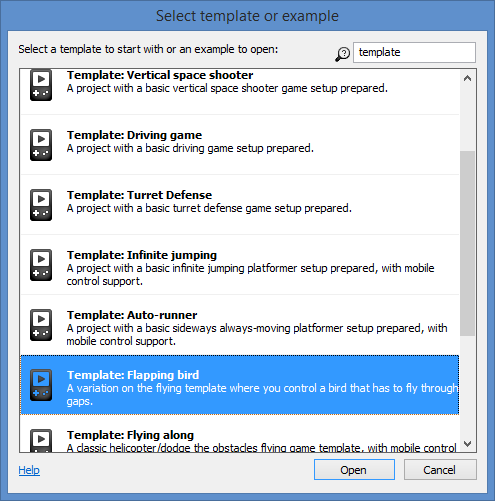 Select template or example
Select a template to start with or an example to open:
template
Template: Vertical space shooter
A project with a basic vertical space shooter game setup prepared.
Template: Driving game
A project with a basic driving game setup prepared.
Template: Turret Defense
A project with a basic turret defense game setup prepared.
Template: Infinite jumping
A project with a basic infinite jumping platformer setup prepared, with mobile
control support.
Template: Auto-runner
A project with a basic sideways always-moving platformer setup prepared, with
mobile control support.
Template: Flapping bird
A variation on the flying template where you control a bird that has to fly through
gaps.
Template: Flying along
A classic helicopter/dodge the obstacles flying game template, with mobile control
Help
Open
Cancel